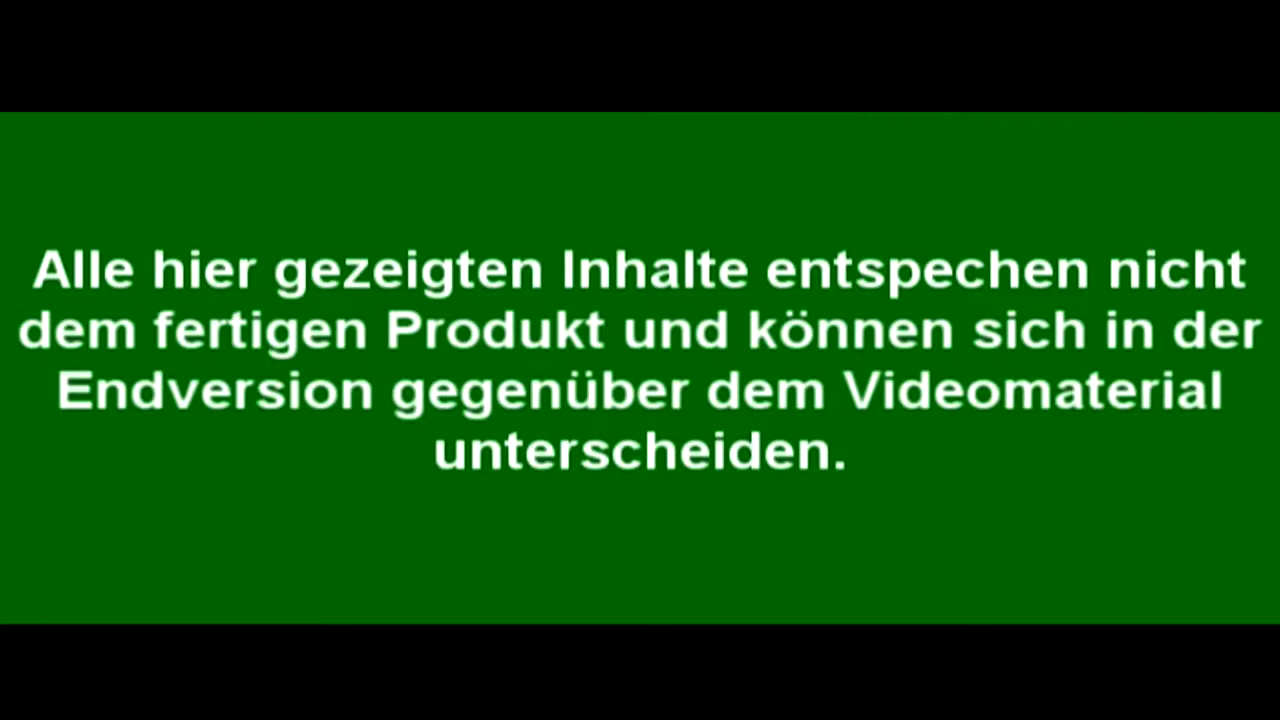 Alle hier gezeigten Inhalte entspechen nicht
dem fertigen Produkt und können sich in der
Endversion gegenüber dem Videomaterial
unterscheiden.